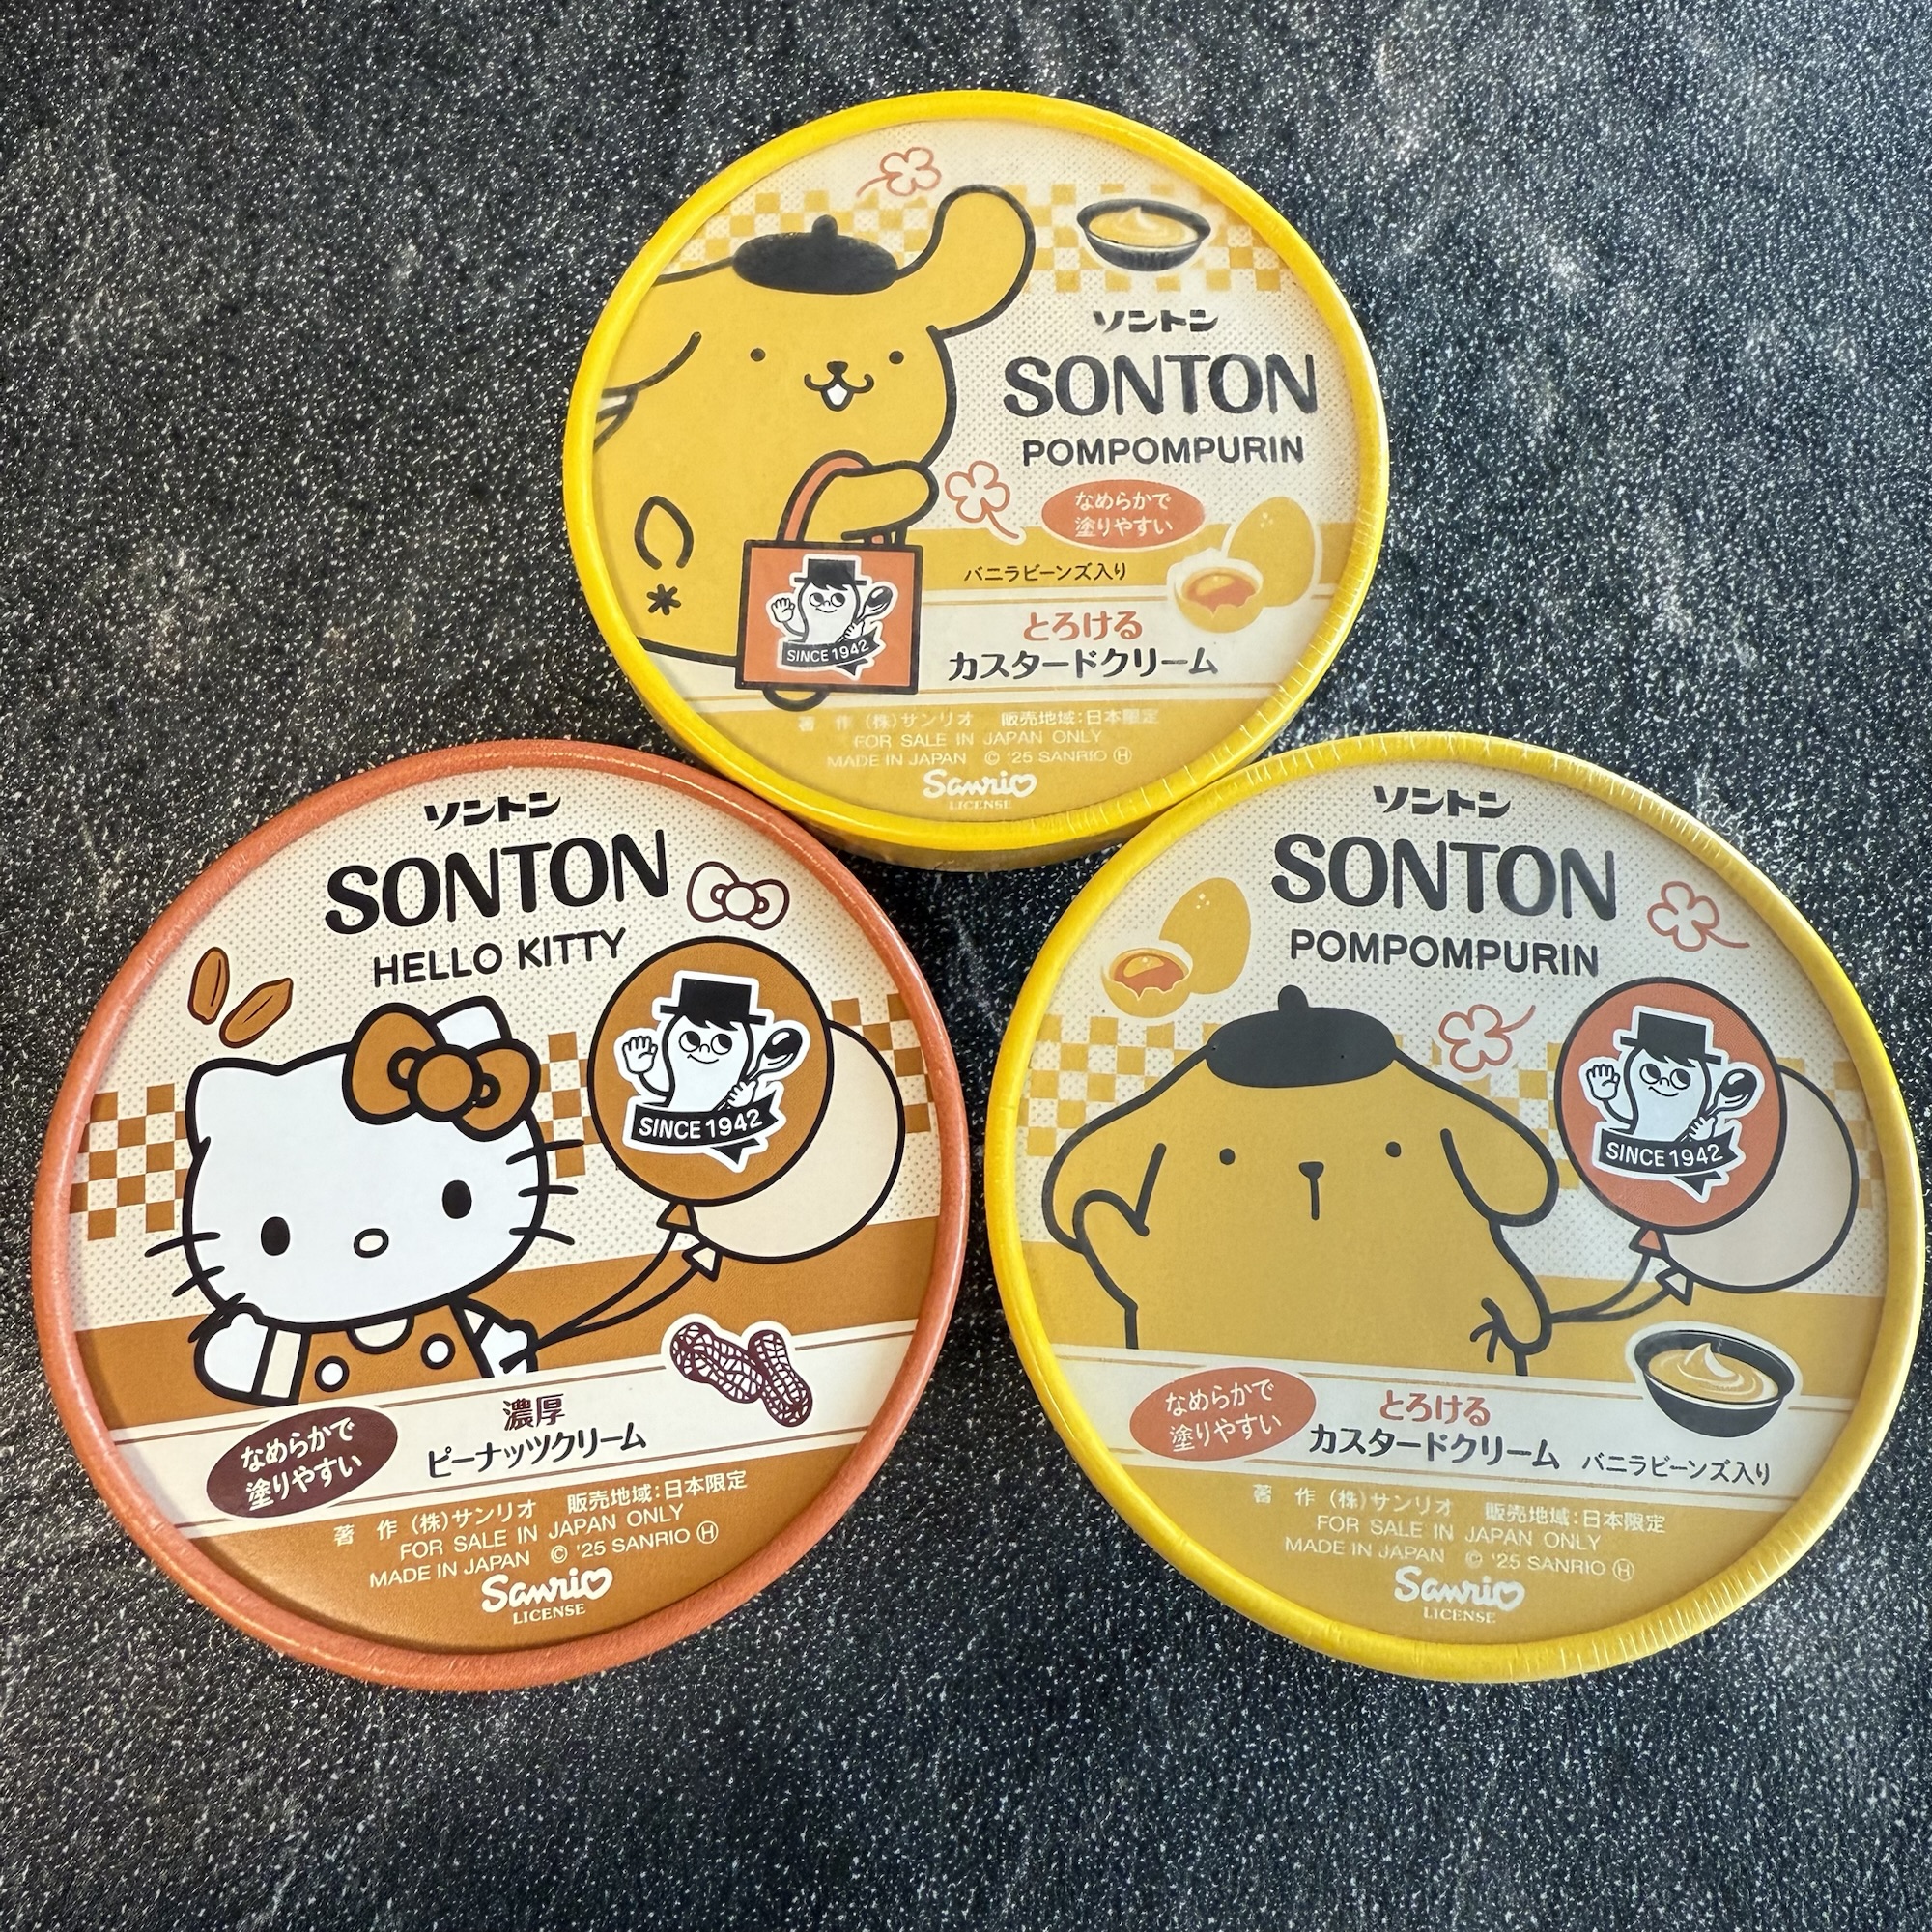 ソントン
SONTON
POMPOMPURIN
なめらかで
塗りやすい
バニラビーンズ入り
とろける
カスタードクリーム
SINCE 1942
著 作 (株)サンリオ 販売地域:日本限定
FOR SALE IN JAPAN ONLY
MADE IN JAPAN © '25 SANRIO Ⓗ
Sanrio
LICENSE
ソントン
SONTON
HELLO KITTY
SINCE 1942
濃厚
ピーナッツクリーム
なめらかで
塗りやすい
著 作 (株)サンリオ 販売地域:日本限定
FOR SALE IN JAPAN ONLY
MADE IN JAPAN © '25 SANRIO Ⓗ
Sanrio
LICENSE
ソントン
SONTON
POMPOMPURIN
SINCE 1942
なめらかで
塗りやすい
とろける
カスタードクリーム バニラビーンズ入り
著 作 (株)サンリオ 販売地域:日本限定
FOR SALE IN JAPAN ONLY
MADE IN JAPAN © '25 SANRIO Ⓗ
Sanrio
LICENSE